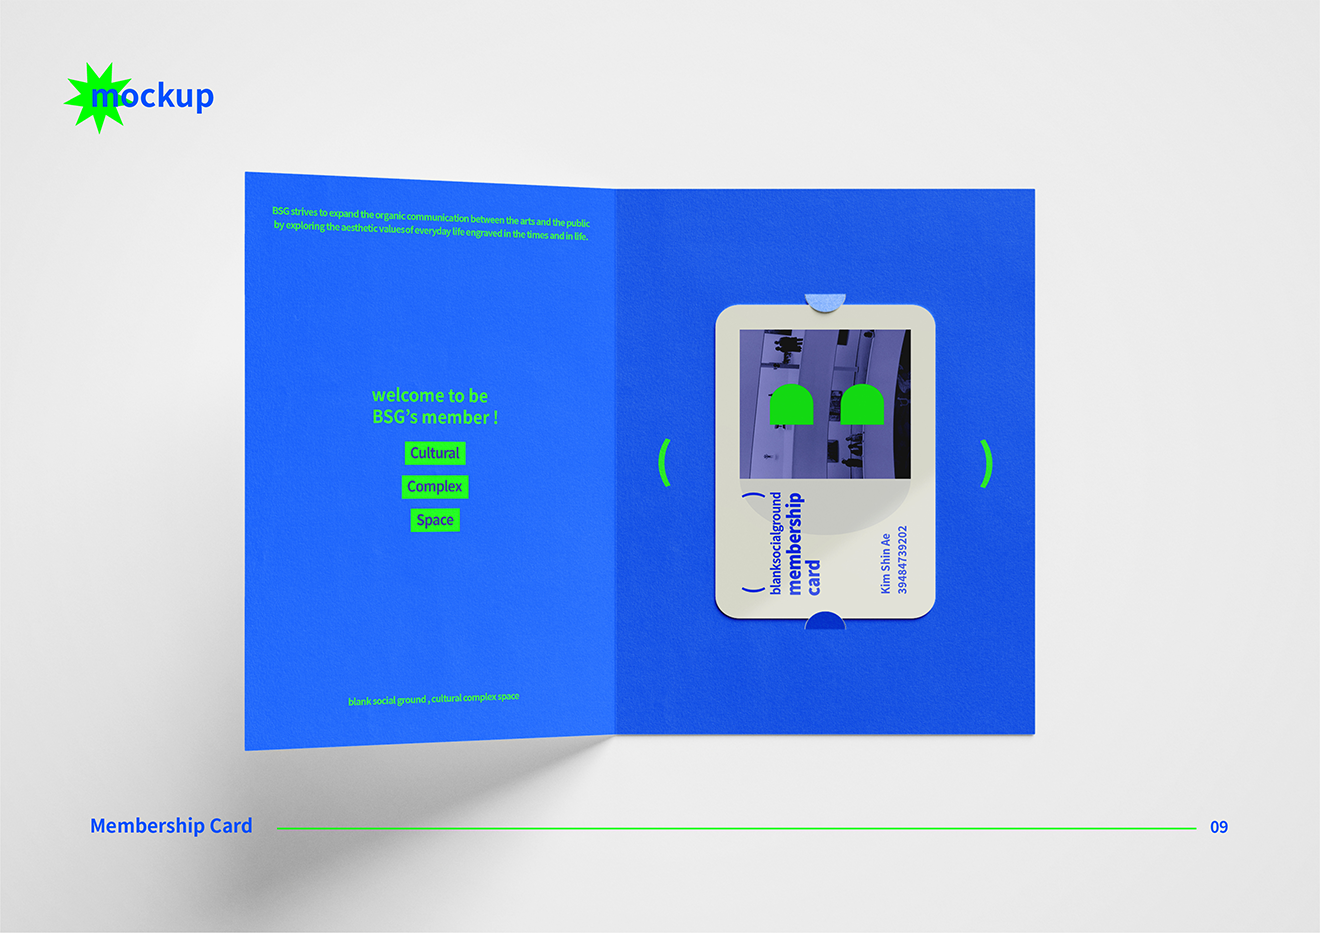 mockup
BSG strives to expand the organic communication between the arts and the public
by exploring the aesthetic values of everyday life engraved in the times and in life.
welcome to be
BSG's member !
Cultural
Complex
Space
blank social ground , cultural complex space
(
)
( )
blanksocialground
membership
card
Kim Shin Ae
39484739202
Membership Card
09